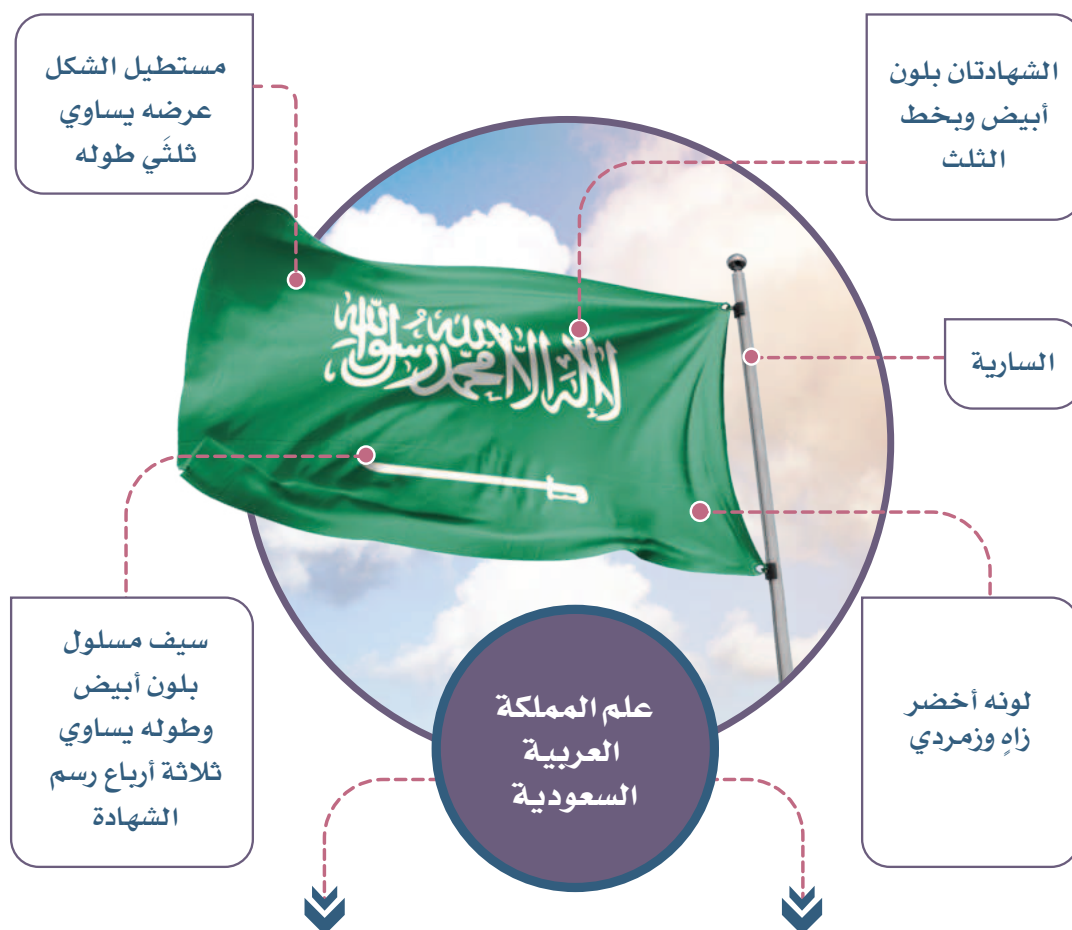 الشهادتان بلون
أبيض وبخط
الثلث
مستطيل الشكل
عرضه يساوي
ثلثَي طوله
لا إله إلا الله محمد رسول الله
السارية
لونه أخضر
زاهٍ وزمردي
سيف مسلول
بلون أبيض
وطوله يساوي
ثلاثة أرباع رسم
الشهادة
علم المملكة
العربية
السعودية